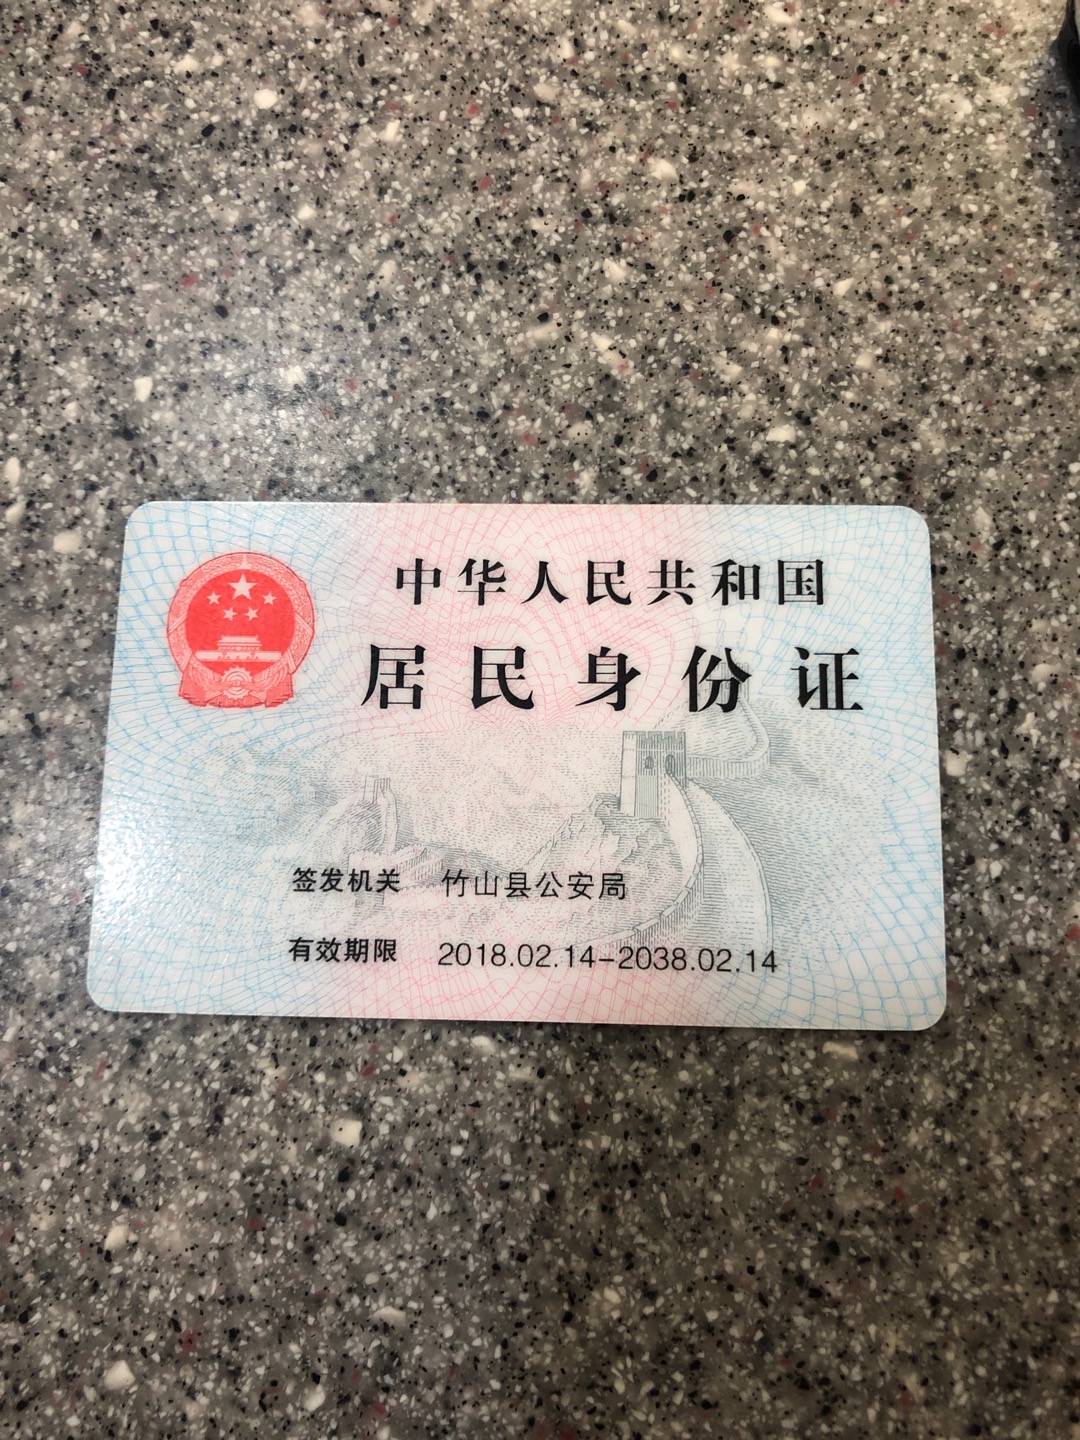 中华人民共和国
居民身份证
签发机关 竹山县公安局
有效期限 2018.02.14-2038.02.14